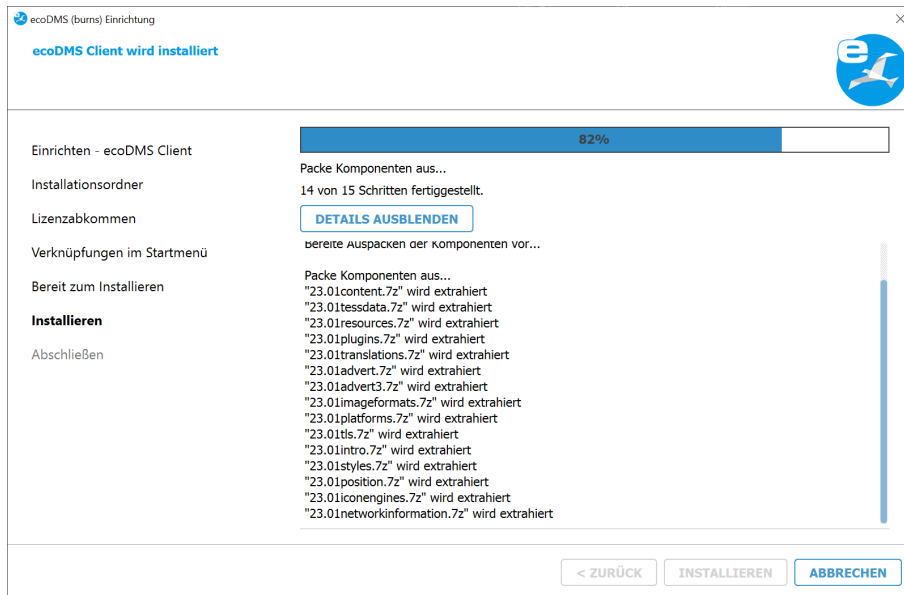 ecoDMS (burns) Einrichtung
ecoDMS Client wird installiert
e
Einrichten - ecoDMS Client
Installationsordner
Lizenzabkommen
Verknüpfungen im Startmenü
Bereit zum Installieren
Installieren
Abschließen
82%
Packe Komponenten aus...
14 von 15 Schritten fertiggestellt.
DETAILS AUSBLENDEN
Bereite Auspacken der Komponenten vor...
Packe Komponenten aus...
"23.01content.7z" wird extrahiert
"23.01tessdata.7z" wird extrahiert
"23.01resources.7z" wird extrahiert
"23.01plugins.7z" wird extrahiert
"23.01translations.7z" wird extrahiert
"23.01advert.7z" wird extrahiert
"23.01advert3.7z" wird extrahiert
"23.01imageformats.7z" wird extrahiert
"23.01platforms.7z" wird extrahiert
"23.01tls.7z" wird extrahiert
"23.01intro.7z" wird extrahiert
"23.01styles.7z" wird extrahiert
"23.01position.7z" wird extrahiert
"23.01iconengines.7z" wird extrahiert
"23.01networkinformation.7z" wird extrahiert
< ZURÜCK
INSTALLIEREN
ABBRECHEN